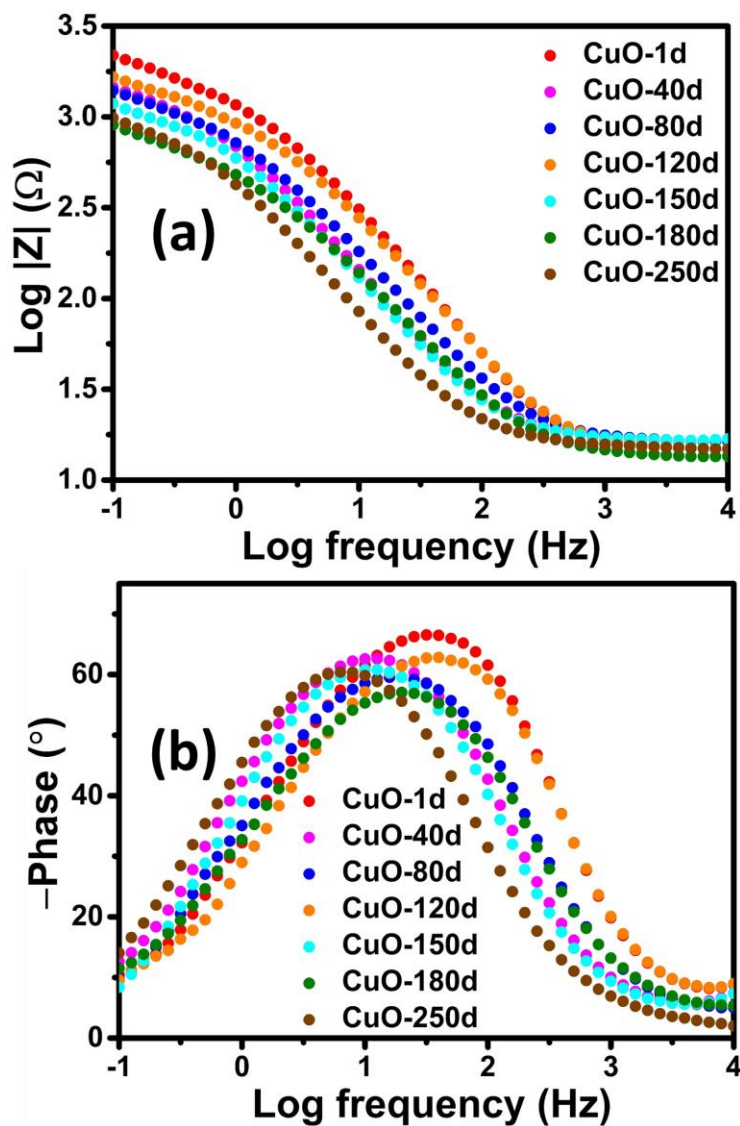 3.5
3.0
2.5
2.0
1.5
1.0
Log |Z| (Ω)
(a)
CuO-1d
CuO-40d
CuO-80d
CuO-120d
CuO-150d
CuO-180d
CuO-250d
-1 0 1 2 3 4
Log frequency (Hz)
60
40
20
0
–Phase (°)
(b)
CuO-1d
CuO-40d
CuO-80d
CuO-120d
CuO-150d
CuO-180d
CuO-250d
-1 0 1 2 3 4
Log frequency (Hz)